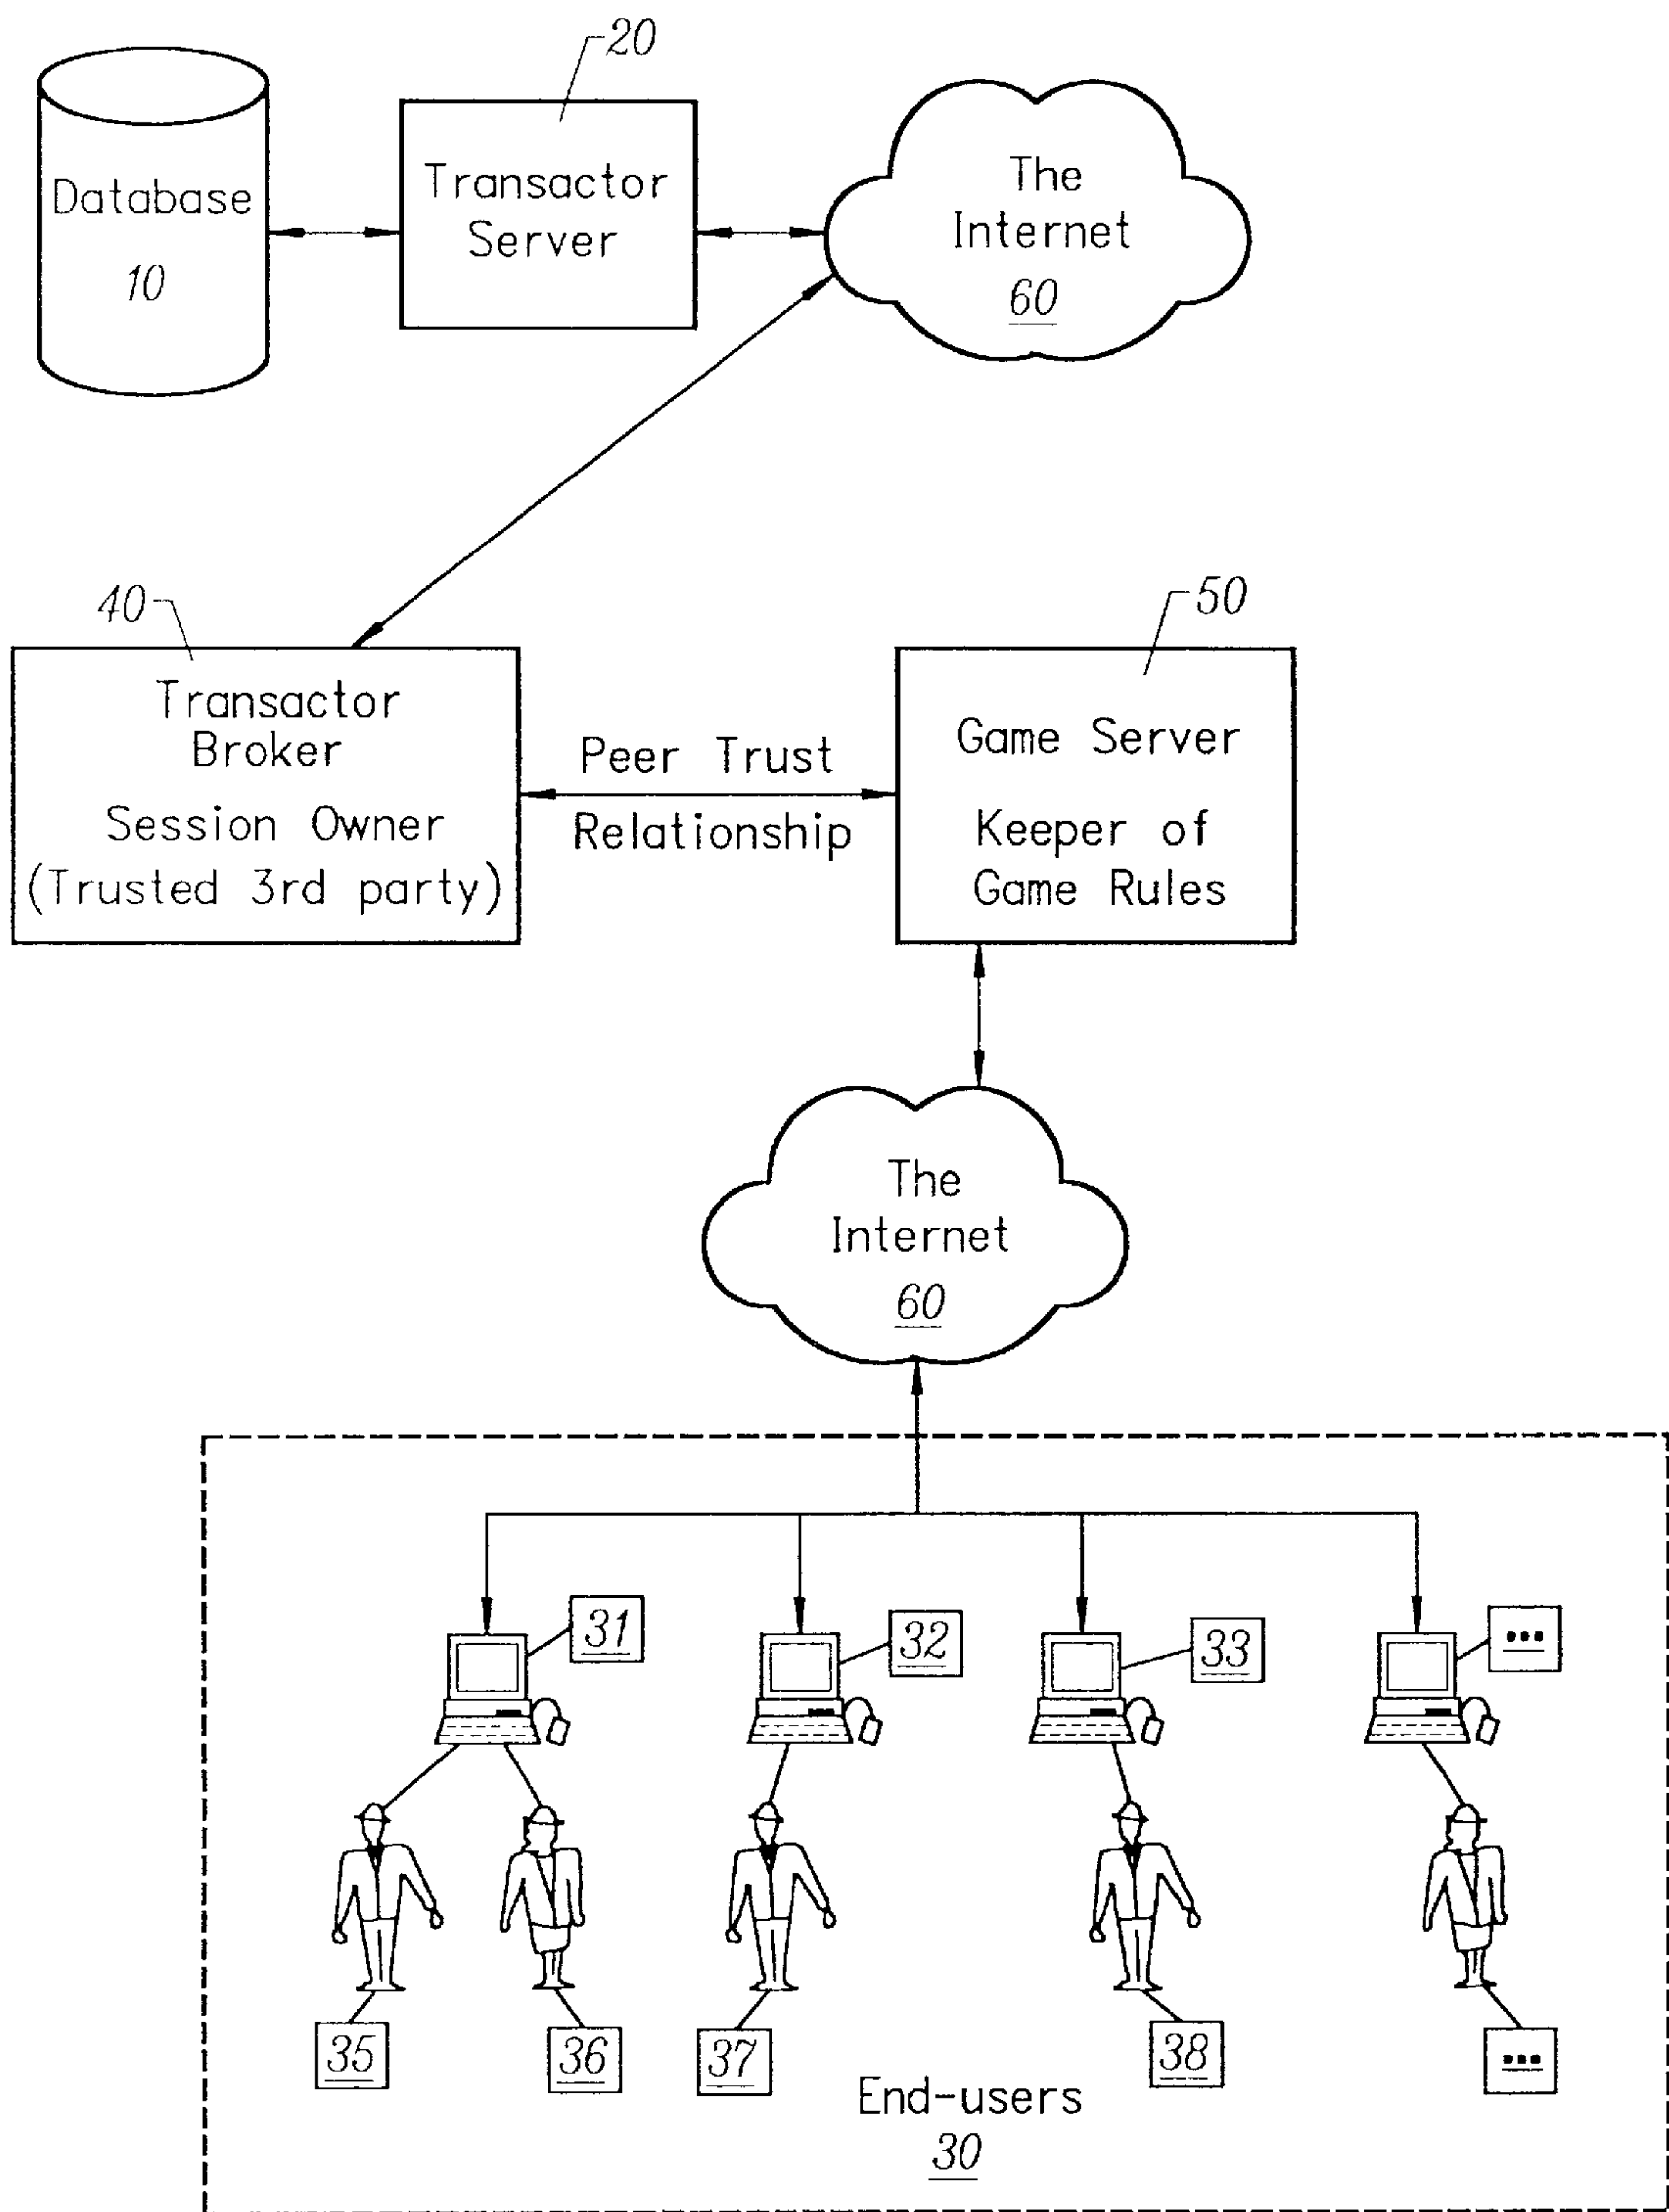 20
Database
10
Transactor
Server
The
Internet
60
40
Transactor
Broker
Session Owner
(Trusted 3rd party)
Peer Trust
Relationship
50
Game Server
Keeper of
Game Rules
The
Internet
60
31
32
33
...
35
36
37
38
...
End-users
30